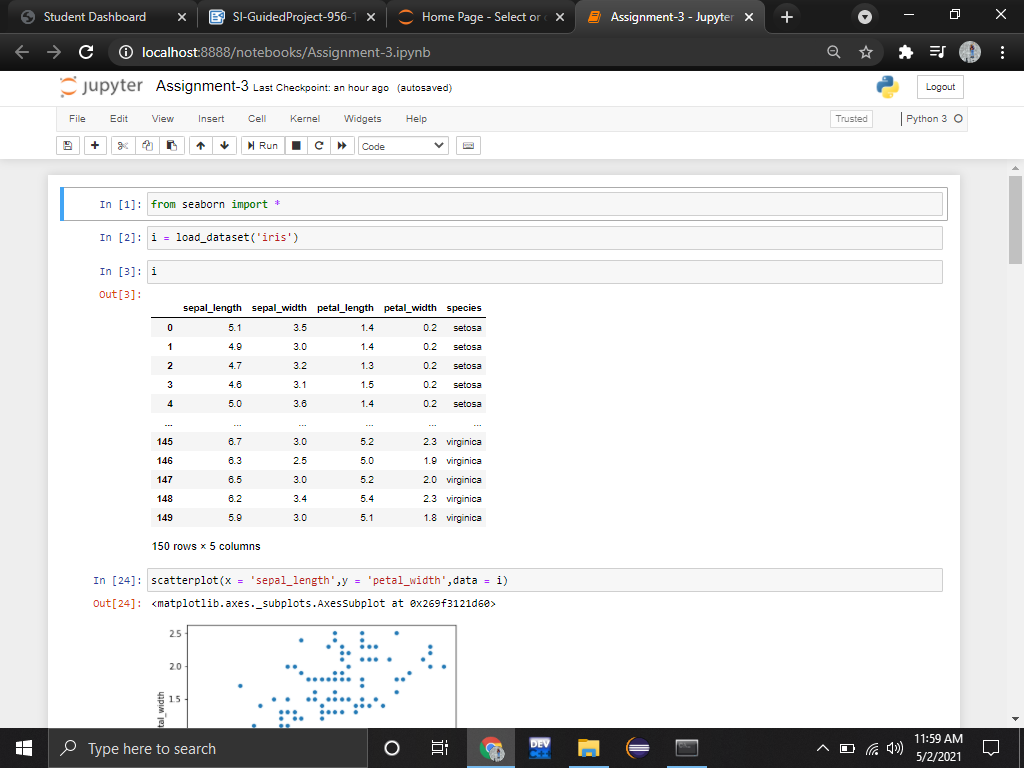 Student Dashboard
SI-GuidedProject-956-1
Home Page - Select or
Assignment-3 - Jupyter
localhost:8888/notebooks/Assignment-3.ipynb
jupyter Assignment-3 Last Checkpoint: an hour ago (autosaved)
Logout
File Edit View Insert Cell Kernel Widgets Help
Trusted
Python 3
Run
Code
In [1]: from seaborn import *
In [2]: i = load_dataset('iris')
In [3]: i
Out[3]:
sepal_length sepal_width petal_length petal_width species
0 5.1 3.5 1.4 0.2 setosa
1 4.9 3.0 1.4 0.2 setosa
2 4.7 3.2 1.3 0.2 setosa
3 4.6 3.1 1.5 0.2 setosa
4 5.0 3.6 1.4 0.2 setosa
... ... ... ... ... ...
145 6.7 3.0 5.2 2.3 virginica
146 6.3 2.5 5.0 1.9 virginica
147 6.5 3.0 5.2 2.0 virginica
148 6.2 3.4 5.4 2.3 virginica
149 5.9 3.0 5.1 1.8 virginica
150 rows × 5 columns
In [24]: scatterplot(x = 'sepal_length',y = 'petal_width',data = i)
Out[24]: <matplotlib.axes._subplots.AxesSubplot at 0x269f3121d60>
2.5
2.0
1.5
tal_width
Type here to search
DEV
C++
11:59 AM
5/2/2021